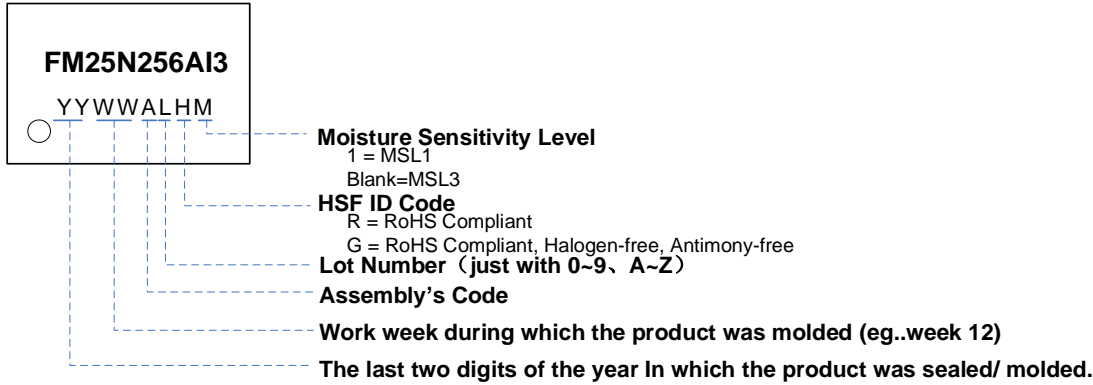 FM25N256AI3
YYWWALHM
Moisture Sensitivity Level
1 = MSL1
Blank=MSL3
HSF ID Code
R = RoHS Compliant
G = RoHS Compliant, Halogen-free, Antimony-free
Lot Number（just with 0~9、A~Z）
Assembly's Code
Work week during which the product was molded (eg..week 12)
The last two digits of the year In which the product was sealed/ molded.